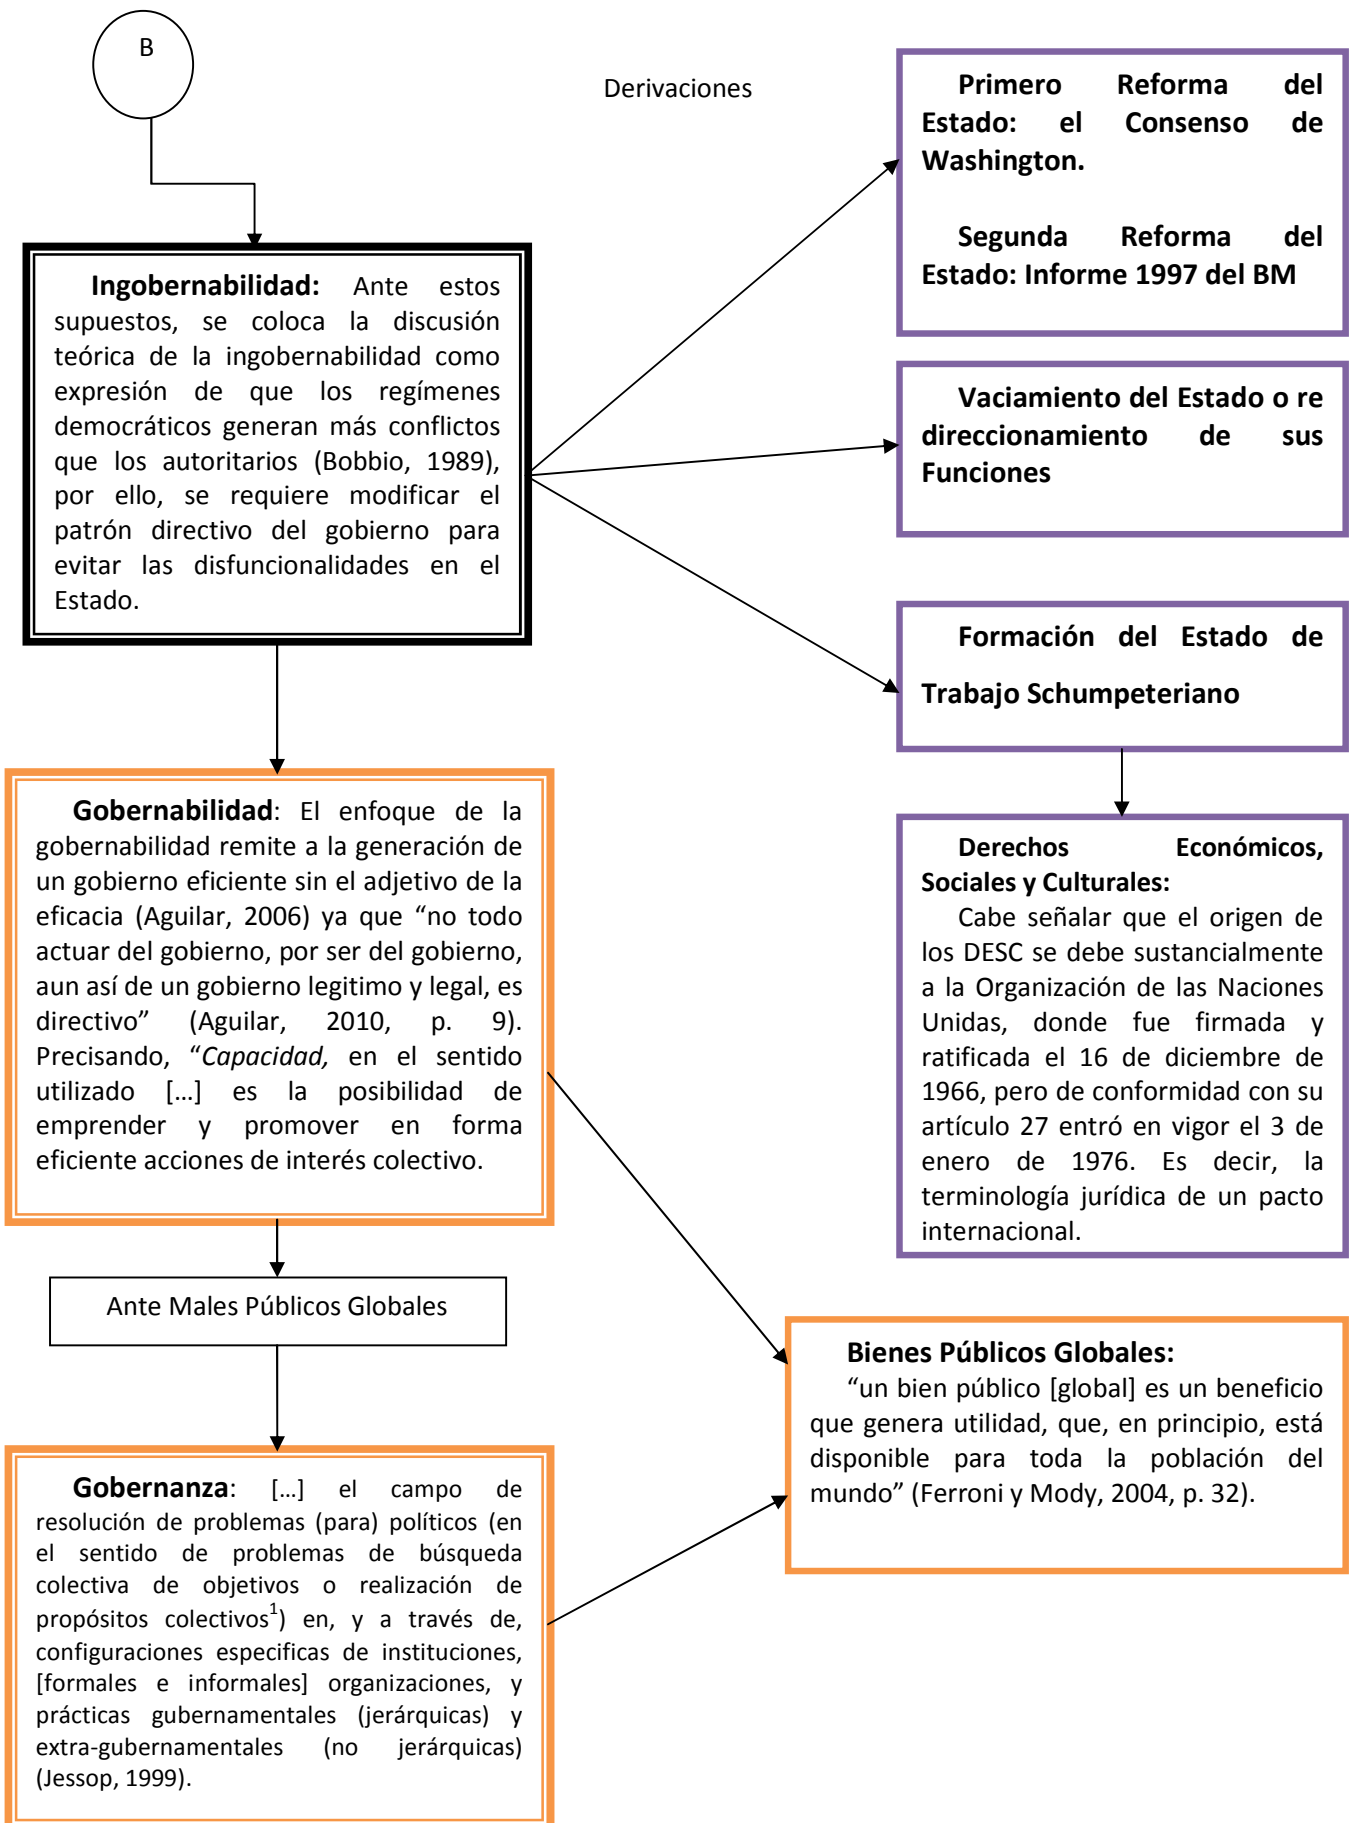 B
Derivaciones
Primero Reforma del
Estado: el Consenso de
Washington.
Segunda Reforma del
Estado: Informe 1997 del BM
Ingobernabilidad: Ante estos
supuestos, se coloca la discusión
teórica de la ingobernabilidad como
expresión de que los regímenes
democráticos generan más conflictos
que los autoritarios (Bobbio, 1989),
por ello, se requiere modificar el
patrón directivo del gobierno para
evitar las disfuncionalidades en el
Estado.
Vaciamiento del Estado o re
direccionamiento de sus
Funciones
Formación del Estado de
Trabajo Schumpeteriano
Gobernabilidad: El enfoque de la
gobernabilidad remite a la generación de
un gobierno eficiente sin el adjetivo de la
eficacia (Aguilar, 2006) ya que “no todo
actuar del gobierno, por ser del gobierno,
aun así de un gobierno legitimo y legal, es
directivo” (Aguilar, 2010, p. 9).
Precisando, “Capacidad, en el sentido
utilizado […] es la posibilidad de
emprender y promover en forma
eficiente acciones de interés colectivo.
Derechos Económicos,
Sociales y Culturales:
Cabe señalar que el origen de
los DESC se debe sustancialmente
a la Organización de las Naciones
Unidas, donde fue firmada y
ratificada el 16 de diciembre de
1966, pero de conformidad con su
artículo 27 entró en vigor el 3 de
enero de 1976. Es decir, la
terminología jurídica de un pacto
internacional.
Ante Males Públicos Globales
Bienes Públicos Globales:
“un bien público [global] es un beneficio
que genera utilidad, que, en principio, está
disponible para toda la población del
mundo” (Ferroni y Mody, 2004, p. 32).
Gobernanza: […] el campo de
resolución de problemas (para) políticos (en
el sentido de problemas de búsqueda
colectiva de objetivos o realización de
propósitos colectivos1) en, y a través de,
configuraciones especificas de instituciones,
[formales e informales] organizaciones, y
prácticas gubernamentales (jerárquicas) y
extra-gubernamentales (no jerárquicas)
(Jessop, 1999).